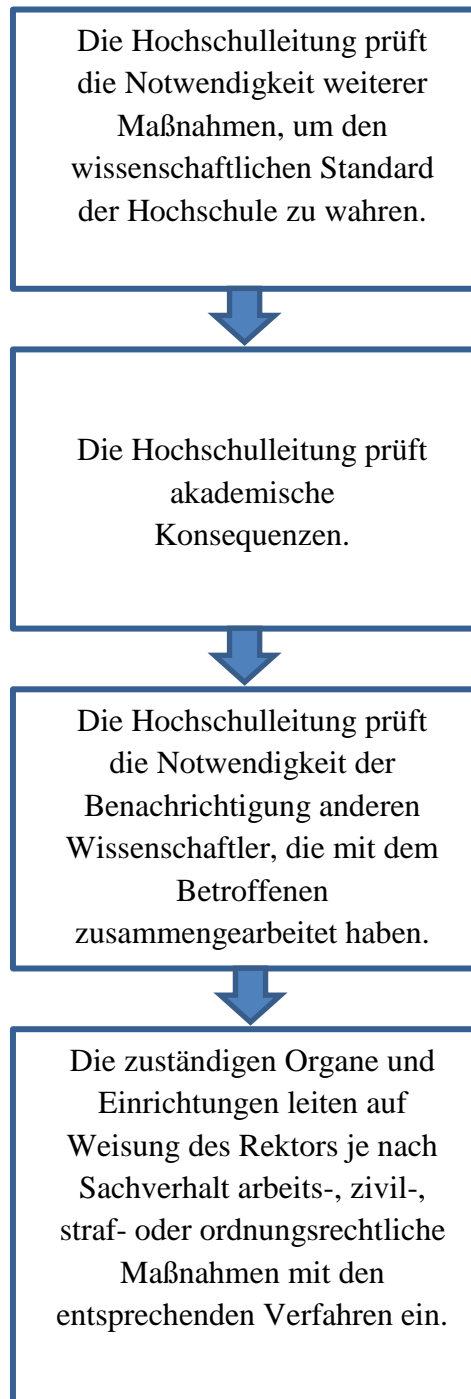 Die Hochschulleitung prüft
die Notwendigkeit weiterer
Maßnahmen, um den
wissenschaftlichen Standard
der Hochschule zu wahren.
Die Hochschulleitung prüft
akademische
Konsequenzen.
Die Hochschulleitung prüft
die Notwendigkeit der
Benachrichtigung anderen
Wissenschaftler, die mit dem
Betroffenen
zusammengearbeitet haben.
Die zuständigen Organe und
Einrichtungen leiten auf
Weisung des Rektors je nach
Sachverhalt arbeits-, zivil-,
straf- oder ordnungsrechtliche
Maßnahmen mit den
entsprechenden Verfahren ein.